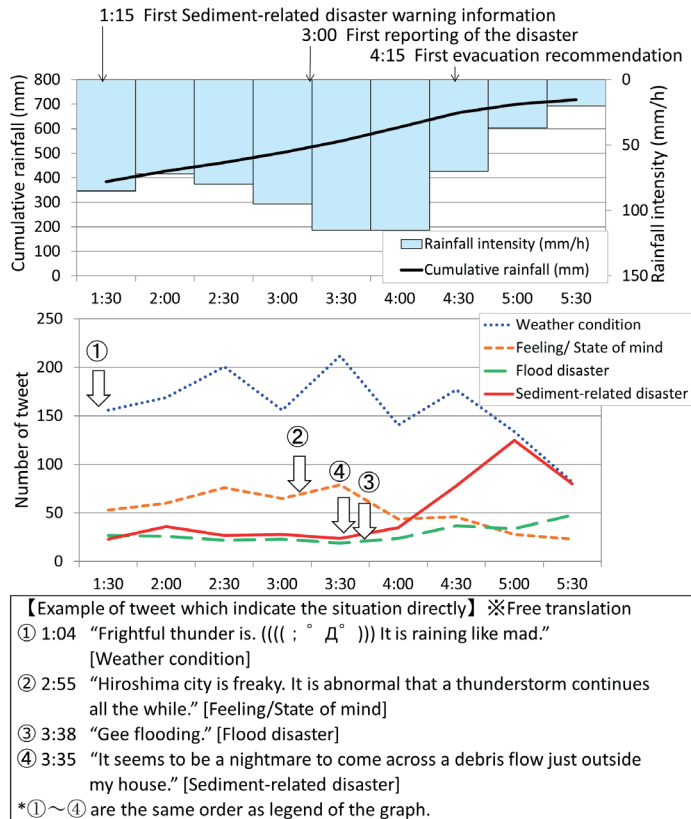 1:15 First Sediment-related disaster warning information
3:00 First reporting of the disaster
4:15 First evacuation recommendation
Cumulative rainfall (mm)
800
700
600
500
400
300
200
100
0
0
50
100
150
Rainfall intensity (mm/h)
Rainfall intensity (mm/h)
Cumulative rainfall (mm)
1:30 2:00 2:30 3:00 3:30 4:00 4:30 5:00 5:30
Number of tweet
250
200
150
100
50
0
Weather condition
Feeling/ State of mind
Flood disaster
Sediment-related disaster
①
②
④
③
1:30 2:00 2:30 3:00 3:30 4:00 4:30 5:00 5:30
【Example of tweet which indicate the situation directly】 ※Free translation
① 1:04 “Frightful thunder is. (((( ; ゜Д゜))) It is raining like mad.”
[Weather condition]
② 2:55 “Hiroshima city is freaky. It is abnormal that a thunderstorm continues
all the while.” [Feeling/State of mind]
③ 3:38 “Gee flooding.” [Flood disaster]
④ 3:35 “It seems to be a nightmare to come across a debris flow just outside
my house.” [Sediment-related disaster]
*①～④ are the same order as legend of the graph.